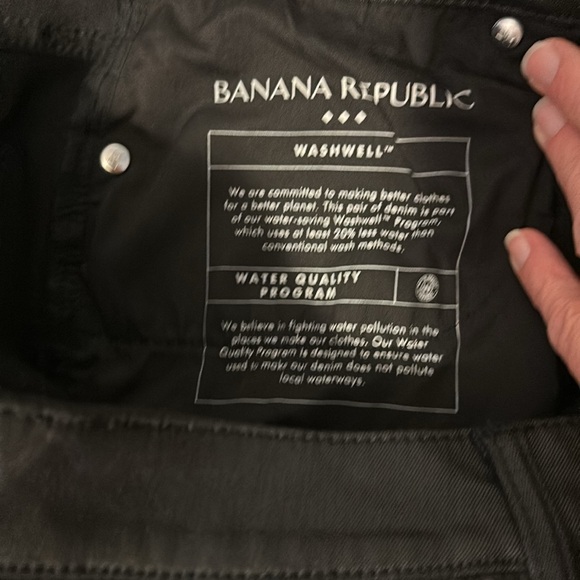 BANANA REPUBLIC
WASHWELL™
We are committed to making better clothes
for a better planet. This pair of denim is part
of our water-saving Washwell™ Program,
which uses at least 20% less water than
conventional wash methods.
WATER QUALITY
PROGRAM
We believe in fighting water pollution in the
places we make our clothes. Our Water
Quality Program is designed to ensure water
used to make our denim does not pollute
local waterways.